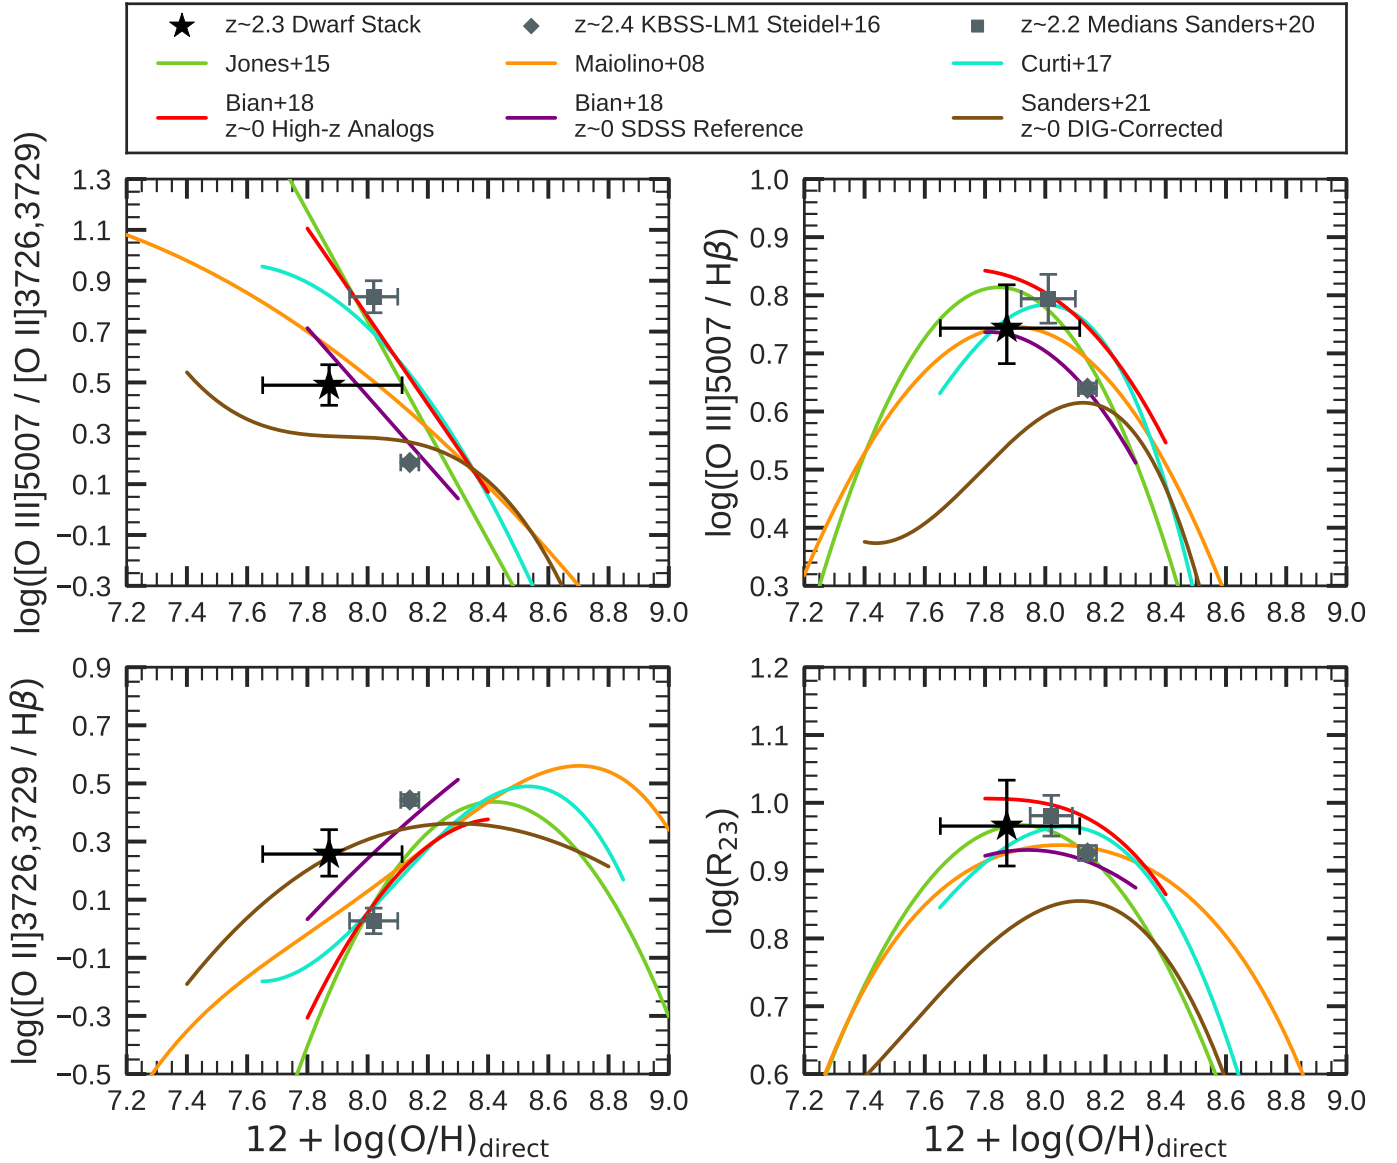 z~2.3 Dwarf Stack
z~2.4 KBSS-LM1 Steidel+16
z~2.2 Medians Sanders+20
Jones+15
Maiolino+08
Curti+17
Bian+18
z~0 High-z Analogs
Bian+18
z~0 SDSS Reference
Sanders+21
z~0 DIG-Corrected
log([O III]5007 / [O II]3726,3729)
1.3
1.1
0.9
0.7
0.5
0.3
0.1
−0.1
−0.3
7.2 7.4 7.6 7.8 8.0 8.2 8.4 8.6 8.8 9.0
log([O III]5007 / Hβ)
1.0
0.9
0.8
0.7
0.6
0.5
0.4
0.3
7.2 7.4 7.6 7.8 8.0 8.2 8.4 8.6 8.8 9.0
log([O II]3726,3729 / Hβ)
0.9
0.7
0.5
0.3
0.1
−0.1
−0.3
−0.5
7.2 7.4 7.6 7.8 8.0 8.2 8.4 8.6 8.8 9.0
12 + log(O/H)direct
log(R23)
1.2
1.1
1.0
0.9
0.8
0.7
0.6
7.2 7.4 7.6 7.8 8.0 8.2 8.4 8.6 8.8 9.0
12 + log(O/H)direct